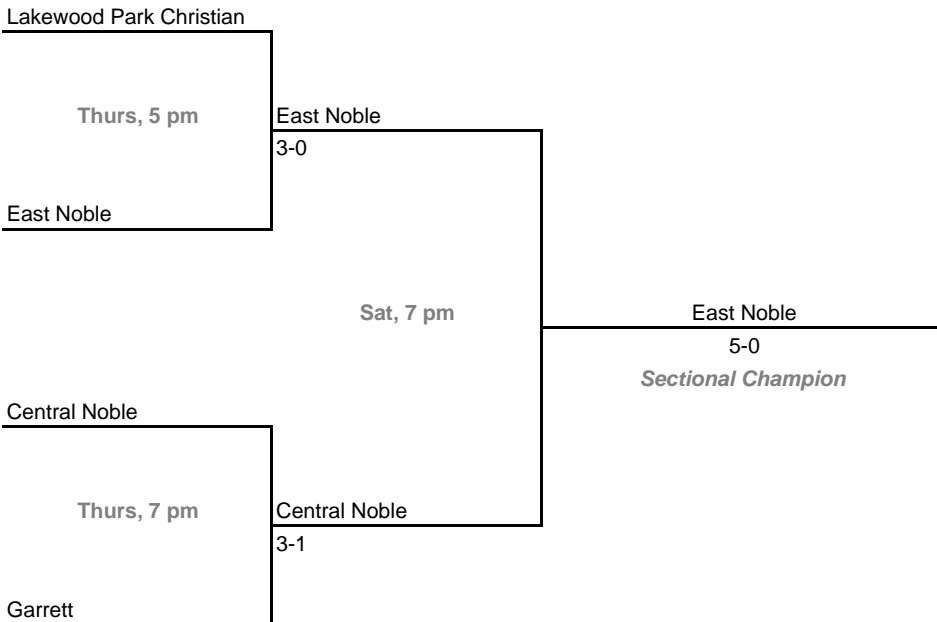 Lakewood Park Christian
Thurs, 5 pm
East Noble
3-0
East Noble
Sat, 7 pm
East Noble
5-0
Sectional Champion
Central Noble
Thurs, 7 pm
Central Noble
3-1
Garrett